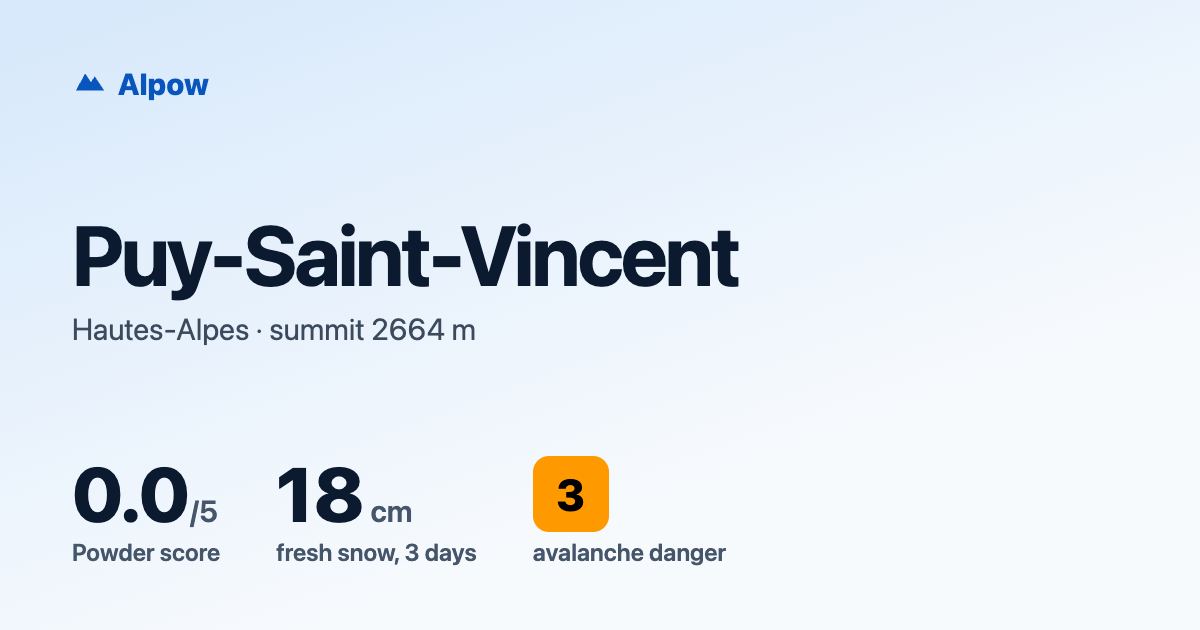 Alpow
Puy-Saint-Vincent
Hautes-Alpes · summit 2664 m
0.0/5
Powder score
18 cm
fresh snow, 3 days
3
avalanche danger